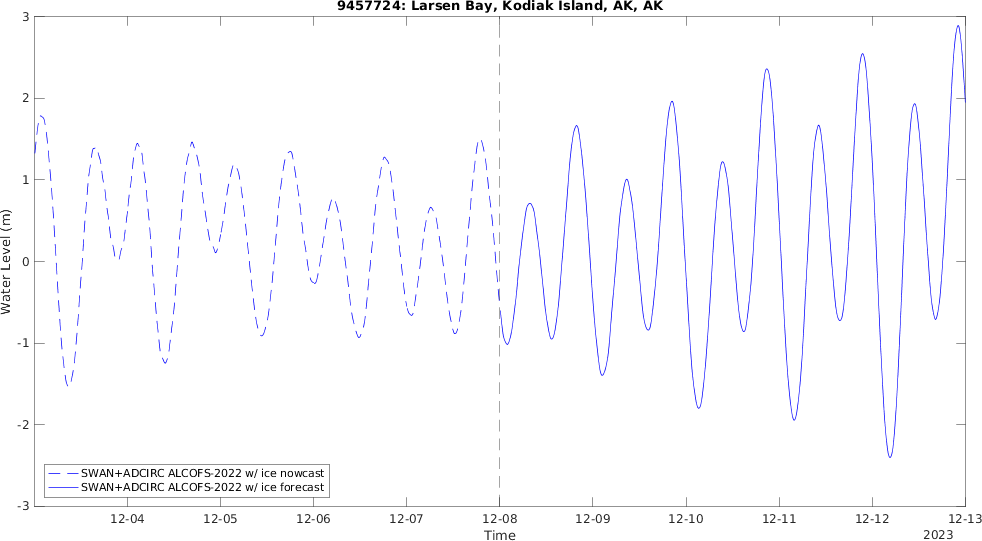 9457724: Larsen Bay, Kodiak Island, AK, AK
3
2
1
0
-1
-2
-3
Water Level (m)
SWAN+ADCIRC ALCOFS-2022 w/ ice nowcast
SWAN+ADCIRC ALCOFS-2022 w/ ice forecast
12-04 12-05 12-06 12-07 12-08 12-09 12-10 12-11 12-12 12-13
Time 2023